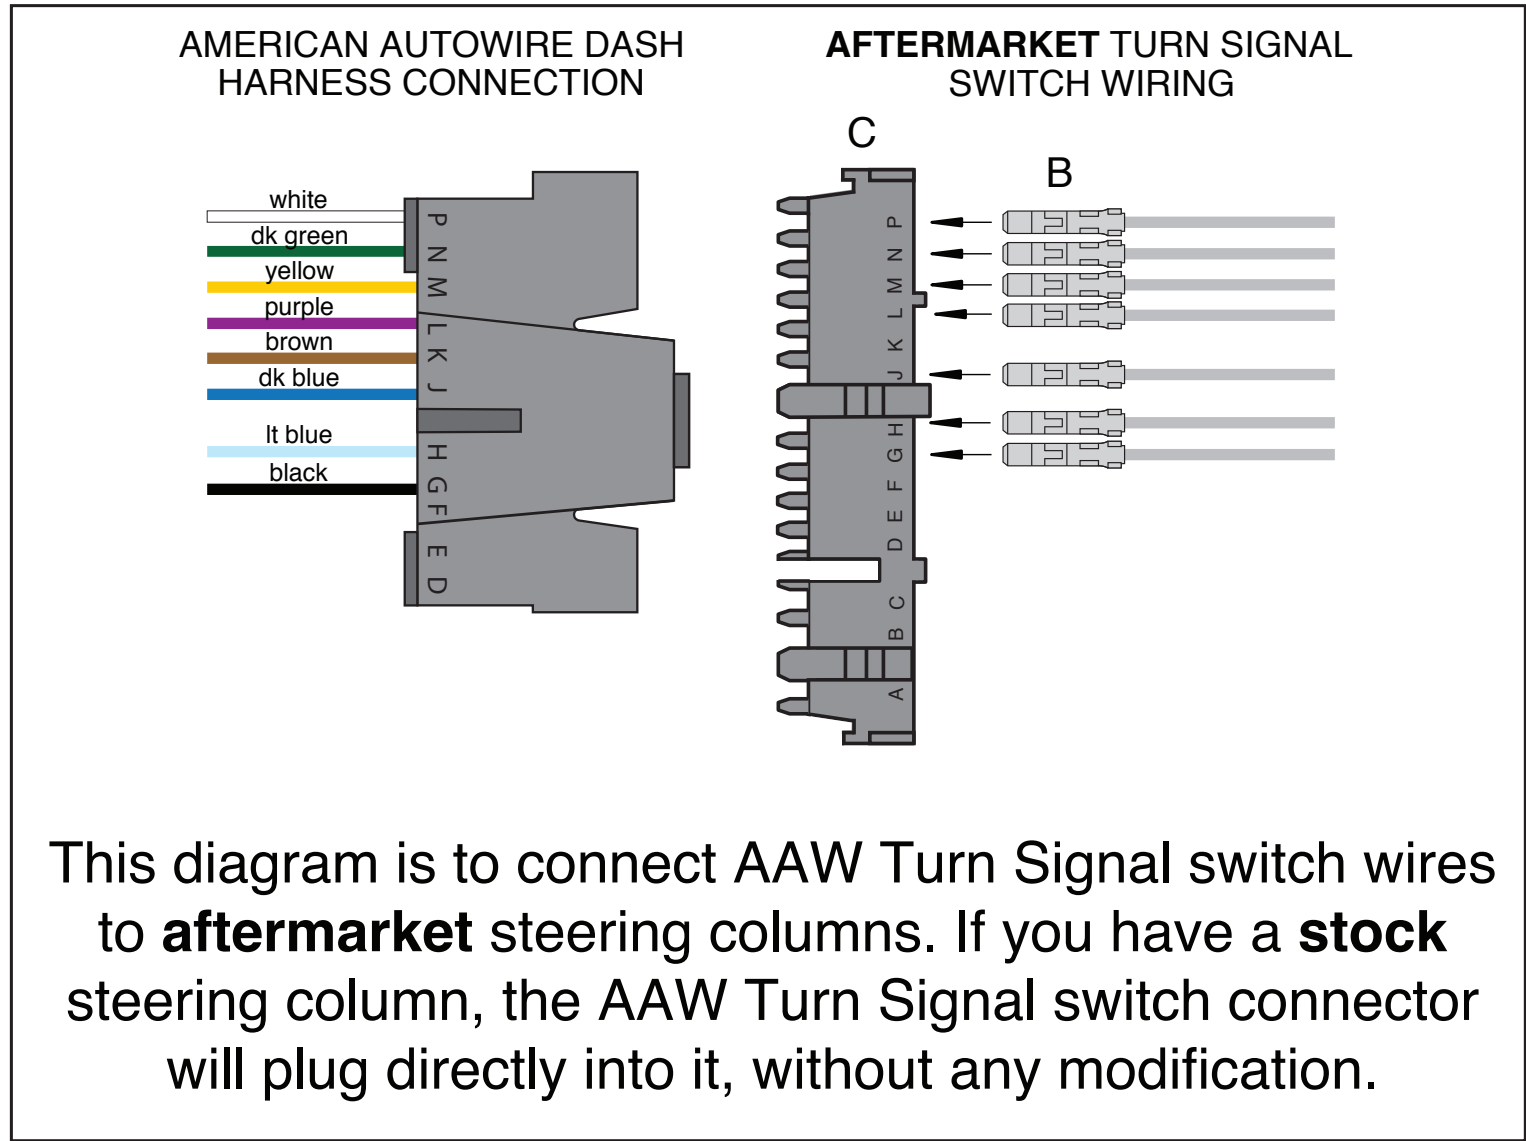 AMERICAN AUTOWIRE DASH
HARNESS CONNECTION
AFTERMARKET TURN SIGNAL
SWITCH WIRING
C
B
white
dk green
yellow
purple
brown
dk blue
lt blue
black
P
N
M
L
K
J
H
G
F
E
D
P
N
M
L
K
J
H
G
F
E
D
C
B
A
This diagram is to connect AAW Turn Signal switch wires
to aftermarket steering columns. If you have a stock
steering column, the AAW Turn Signal switch connector
will plug directly into it, without any modification.